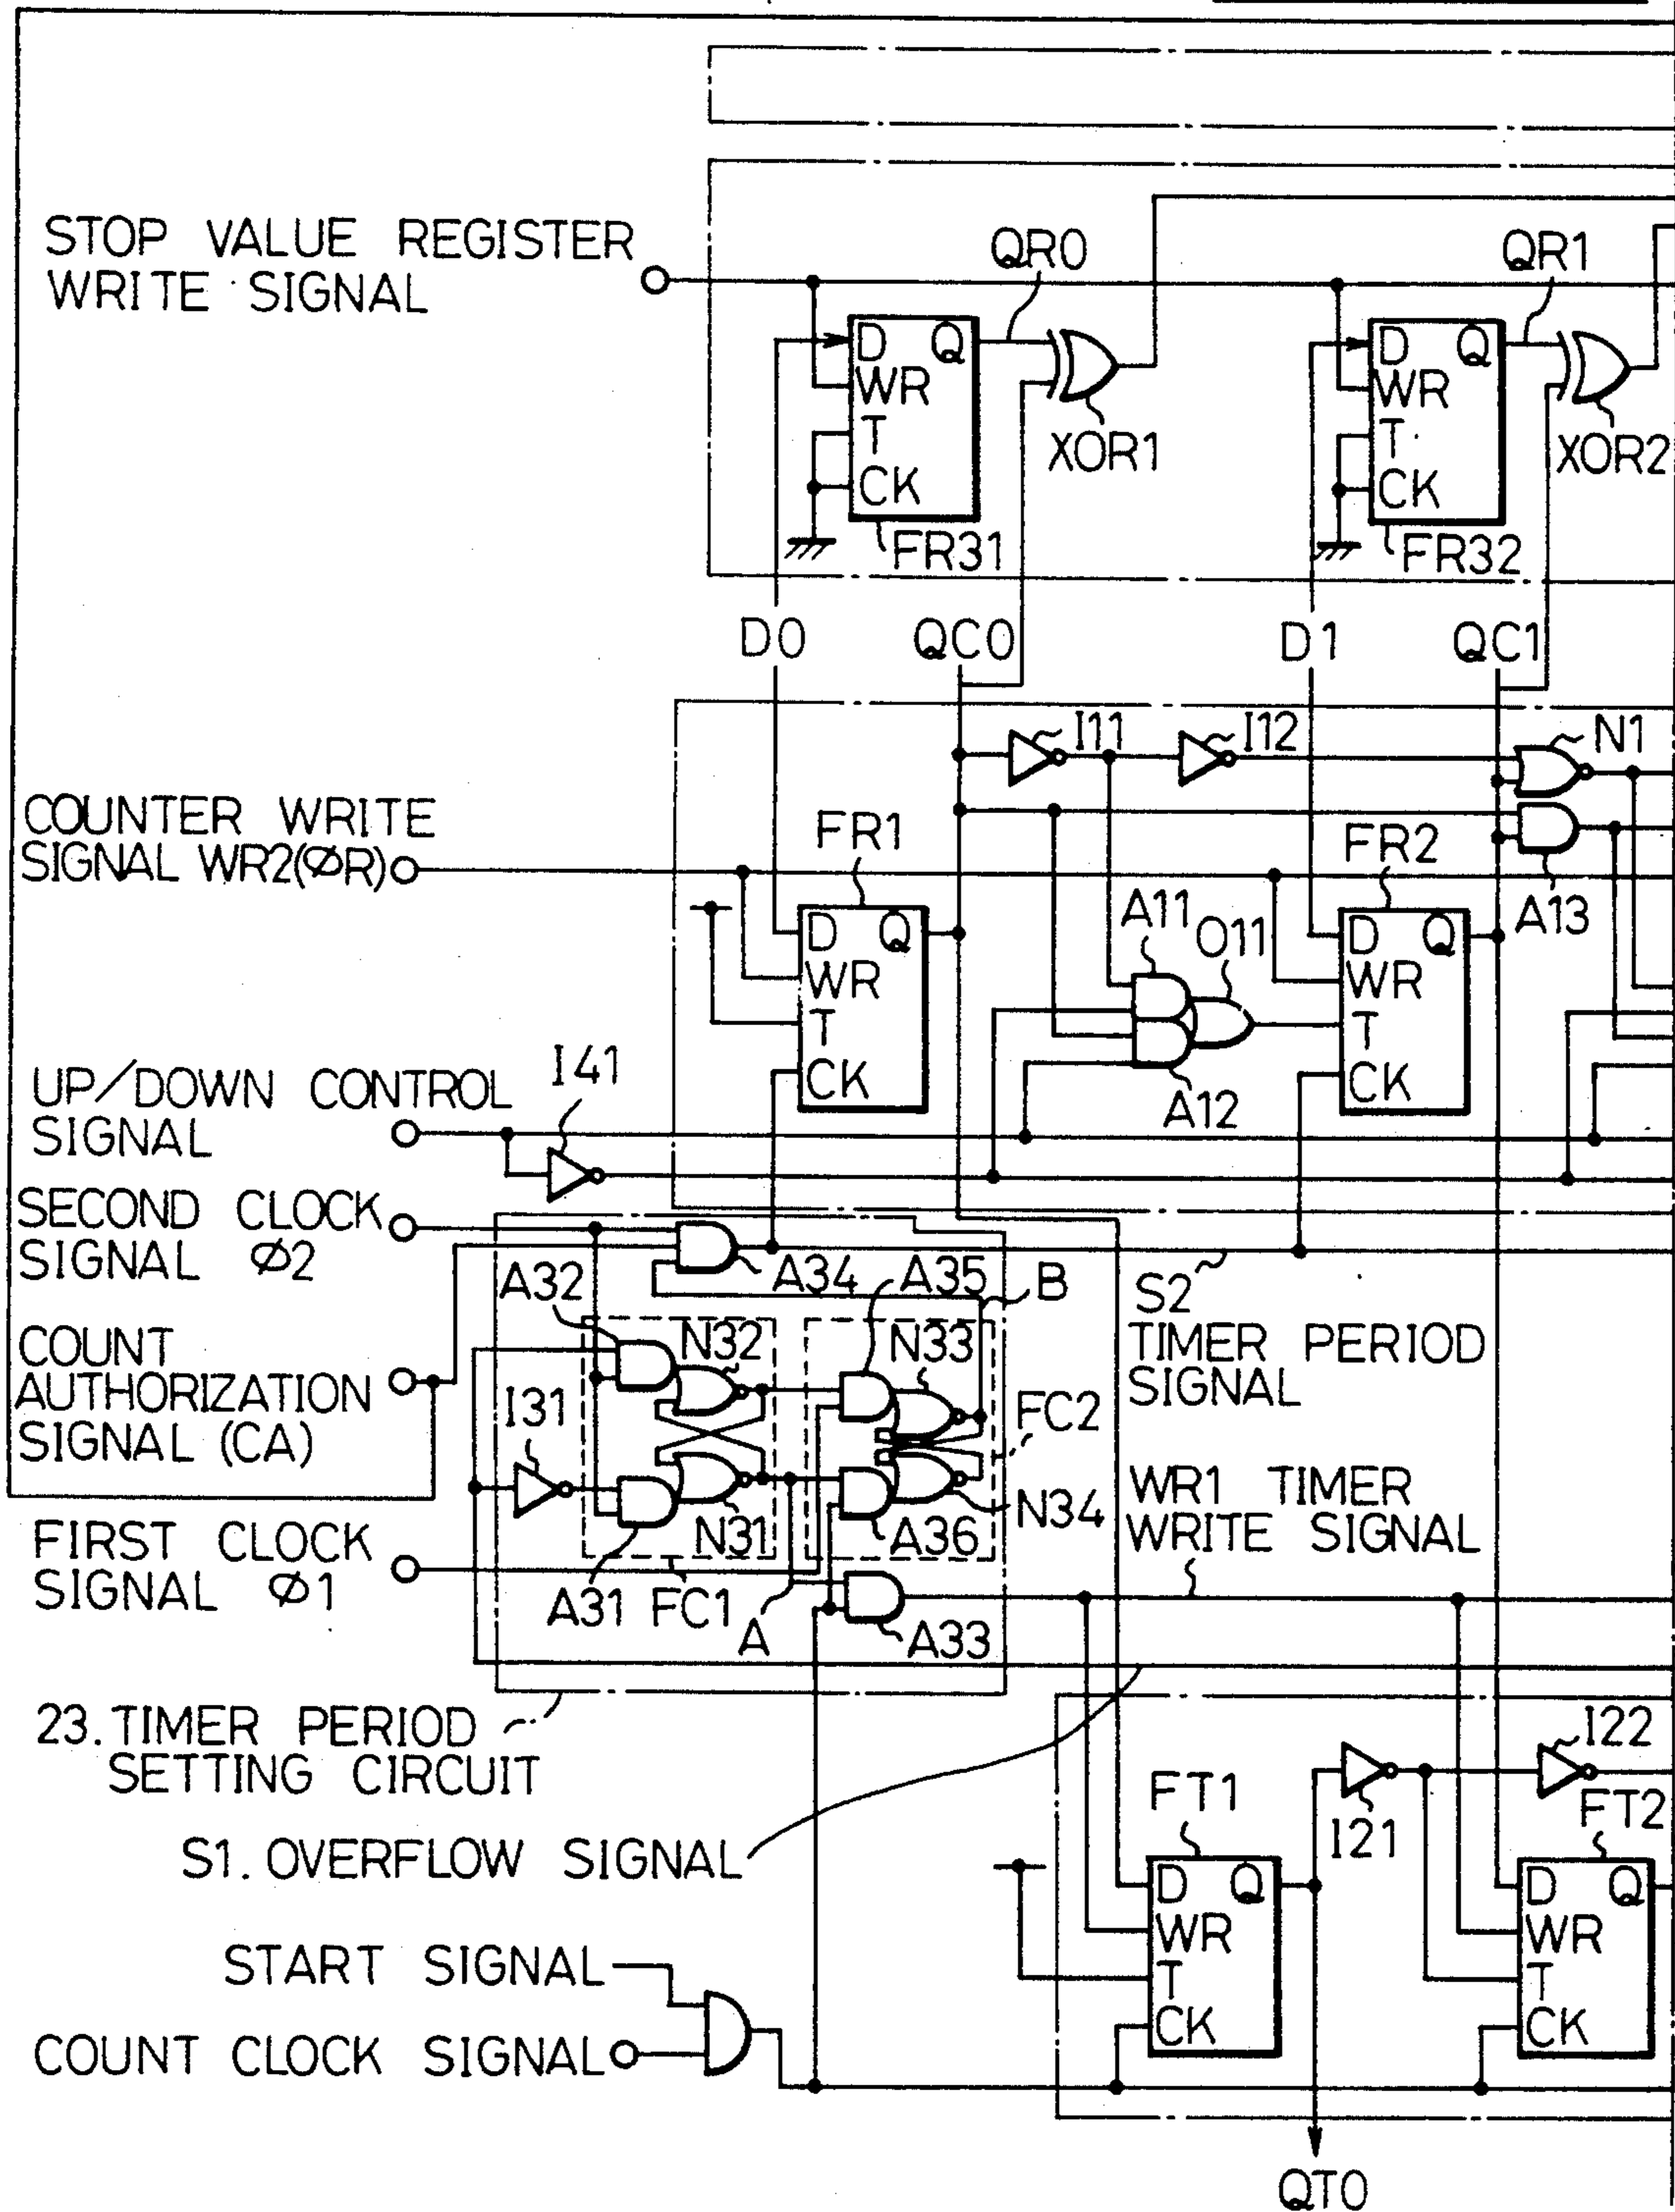 STOP VALUE REGISTER
WRITE SIGNAL
QR0
QR1
D Q
WR
T
CK
XOR1
FR31
D Q
WR
T
CK
XOR2
FR32
D0
QC0
D1
QC1
I11
I12
N1
COUNTER WRITE
SIGNAL WR2(ØR)
FR1
FR2
A11
O11
A13
D Q
WR
T
CK
D Q
WR
T
CK
A12
UP/DOWN CONTROL
SIGNAL
I41
SECOND CLOCK
SIGNAL Ø2
A32
A34
A35
B
S2
TIMER PERIOD
SIGNAL
COUNT
AUTHORIZATION
SIGNAL (CA)
N32
N33
I31
FC2
N31
A36
N34
WR1 TIMER
WRITE SIGNAL
FIRST CLOCK
SIGNAL Ø1
A31
FC1
A
A33
23. TIMER PERIOD
SETTING CIRCUIT
S1. OVERFLOW SIGNAL
FT1
I21
I22
FT2
D Q
WR
T
CK
D Q
WR
T
CK
START SIGNAL
COUNT CLOCK SIGNAL
QT0